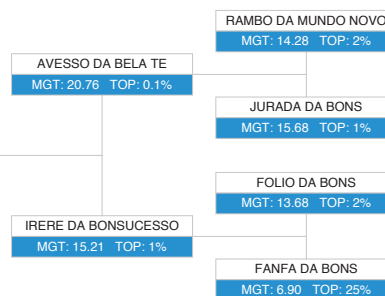 RAMBO DA MUNDO NOVO
MGT: 14.28 TOP: 2%
AVESSO DA BELA TE
MGT: 20.76 TOP: 0.1%
JURADA DA BONS
MGT: 15.68 TOP: 1%
FOLIO DA BONS
MGT: 13.68 TOP: 2%
IRERE DA BONSUCESSO
MGT: 15.21 TOP: 1%
FANFA DA BONS
MGT: 6.90 TOP: 25%